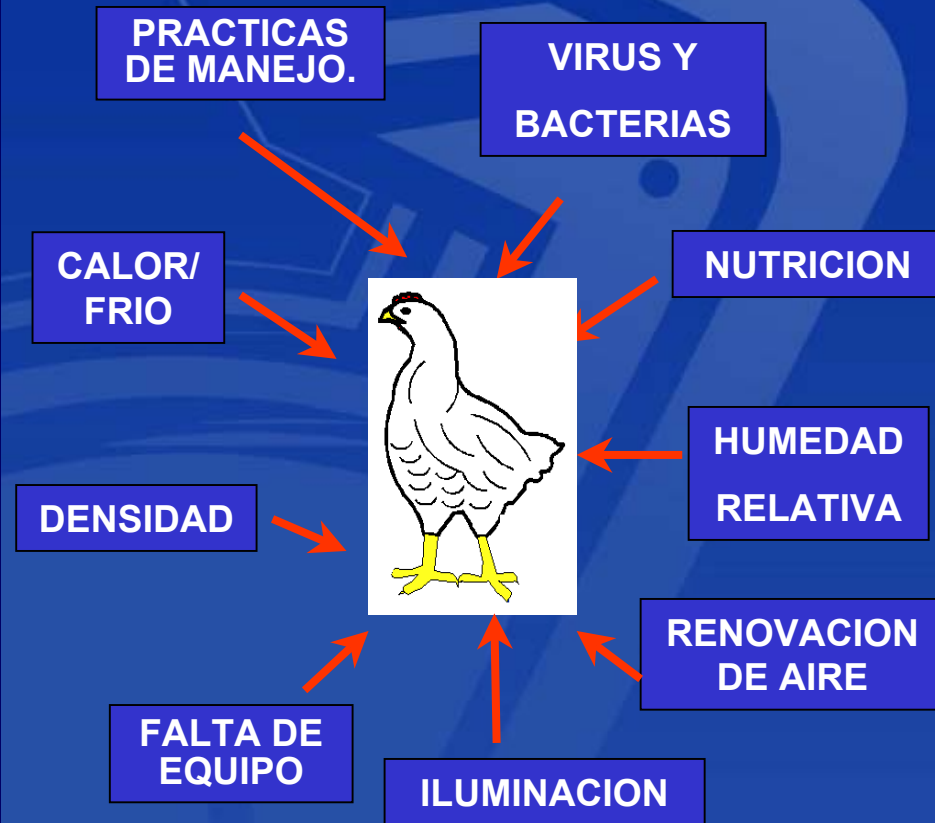 PRACTICAS
DE MANEJO.
VIRUS Y
BACTERIAS
CALOR/
FRIO
NUTRICION
HUMEDAD
RELATIVA
DENSIDAD
RENOVACION
DE AIRE
FALTA DE
EQUIPO
ILUMINACION